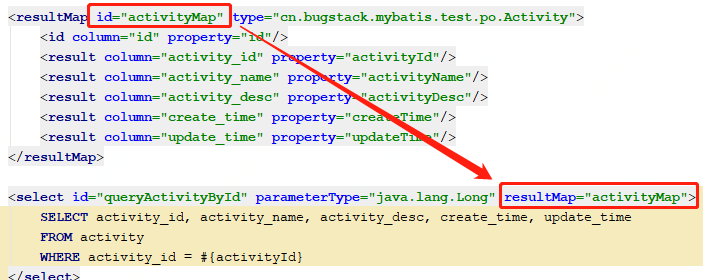 <resultMap id="activityMap" type="cn.bugstack.mybatis.test.po.Activity">
    <id column="id" property="id"/>
    <result column="activity_id" property="activityId"/>
    <result column="activity_name" property="activityName"/>
    <result column="activity_desc" property="activityDesc"/>
    <result column="create_time" property="createTime"/>
    <result column="update_time" property="updateTime"/>
</resultMap>
<select id="queryActivityById" parameterType="java.lang.Long" resultMap="activityMap">
    SELECT activity_id, activity_name, activity_desc, create_time, update_time
    FROM activity
    WHERE activity_id = #{activityId}
</select>